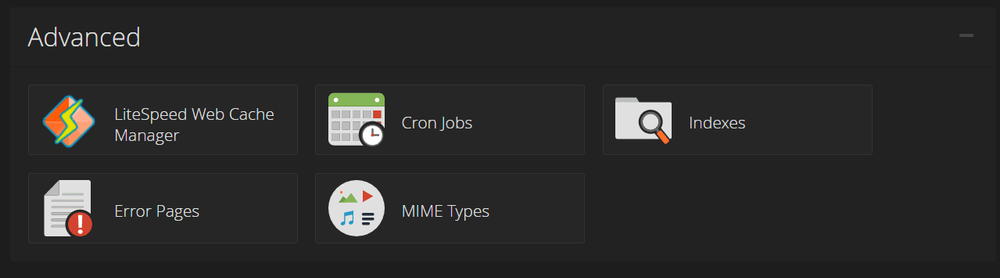 Advanced
LiteSpeed Web Cache
Manager
Cron Jobs
Indexes
Error Pages
MIME Types